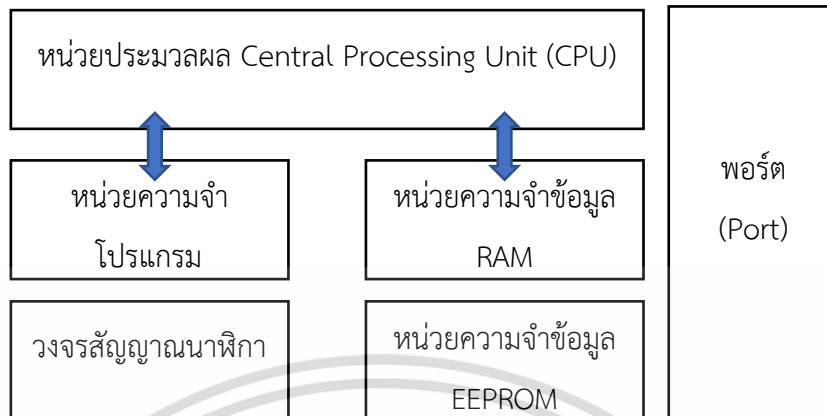 หน่วยประมวลผล Central Processing Unit (CPU)
หน่วยความจำ
โปรแกรม
หน่วยความจำข้อมูล
RAM
พอร์ต
(Port)
วงจรสัญญาณนาฬิกา
หน่วยความจำข้อมูล
EEPROM